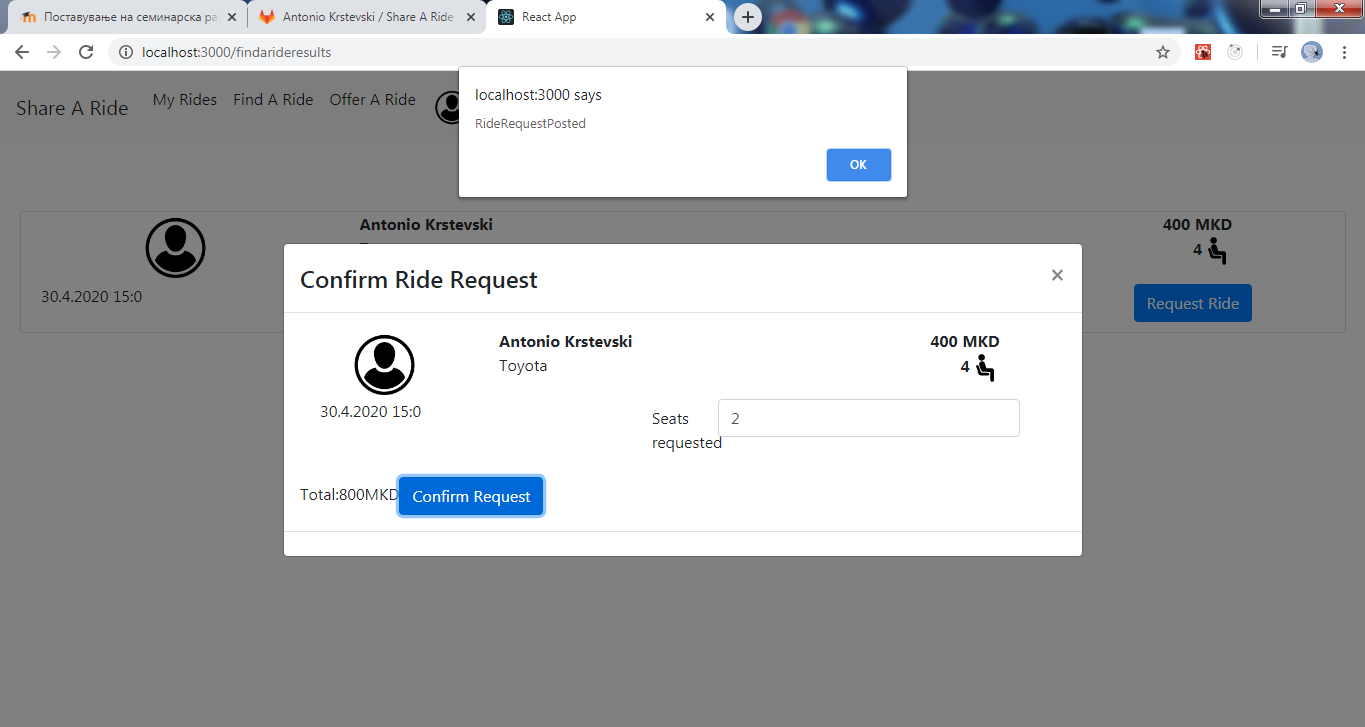 Поставување на семинарска ра
Antonio Krstevski / Share A Ride
React App
localhost:3000/findarideresults
Share A Ride
My Rides
Find A Ride
Offer A Ride
localhost:3000 says
RideRequestPosted
OK
Antonio Krstevski
400 MKD
4
30.4.2020 15:0
Request Ride
Confirm Ride Request
×
Antonio Krstevski
400 MKD
Toyota
4
30.4.2020 15:0
Seats
requested
2
Total:800MKD
Confirm Request